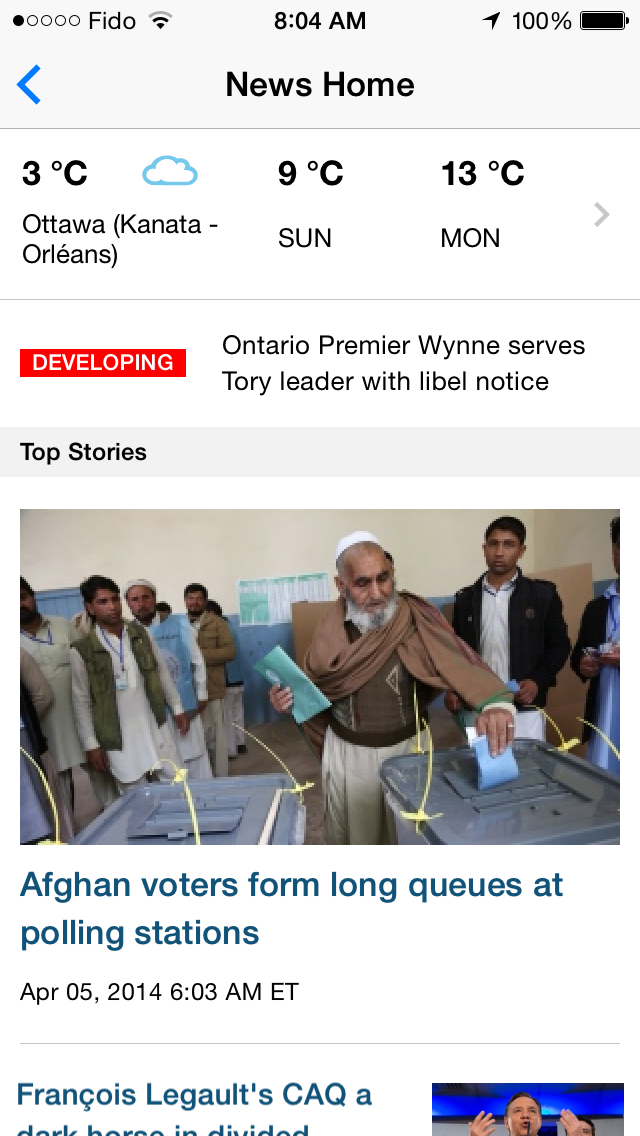 Fido 8:04 AM 100%
News Home
3 °C 9 °C 13 °C
Ottawa (Kanata -
Orléans)
SUN MON
DEVELOPING
Ontario Premier Wynne serves
Tory leader with libel notice
Top Stories
Afghan voters form long queues at
polling stations
Apr 05, 2014 6:03 AM ET
François Legault's CAQ a
dark horse in divided